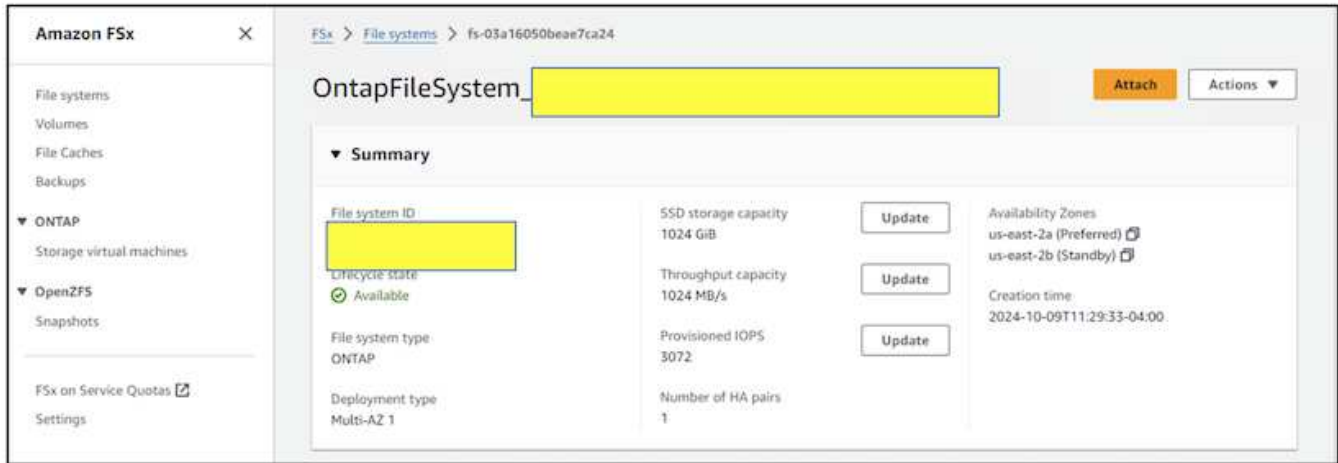 Amazon FSx
File systems
Volumes
File Caches
Backups
ONTAP
Storage virtual machines
OpenZFS
Snapshots
FSx on Service Quotas
Settings
FSx > File systems > fs-03a16050beae7ca24
OntapFileSystem_
Attach
Actions
Summary
File system ID
Lifecycle state
Available
File system type
ONTAP
Deployment type
Multi-AZ 1
SSD storage capacity
1024 GiB
Update
Throughput capacity
1024 MB/s
Update
Provisioned IOPS
3072
Update
Number of HA pairs
1
Availability Zones
us-east-2a (Preferred)
us-east-2b (Standby)
Creation time
2024-10-09T11:29:33-04:00